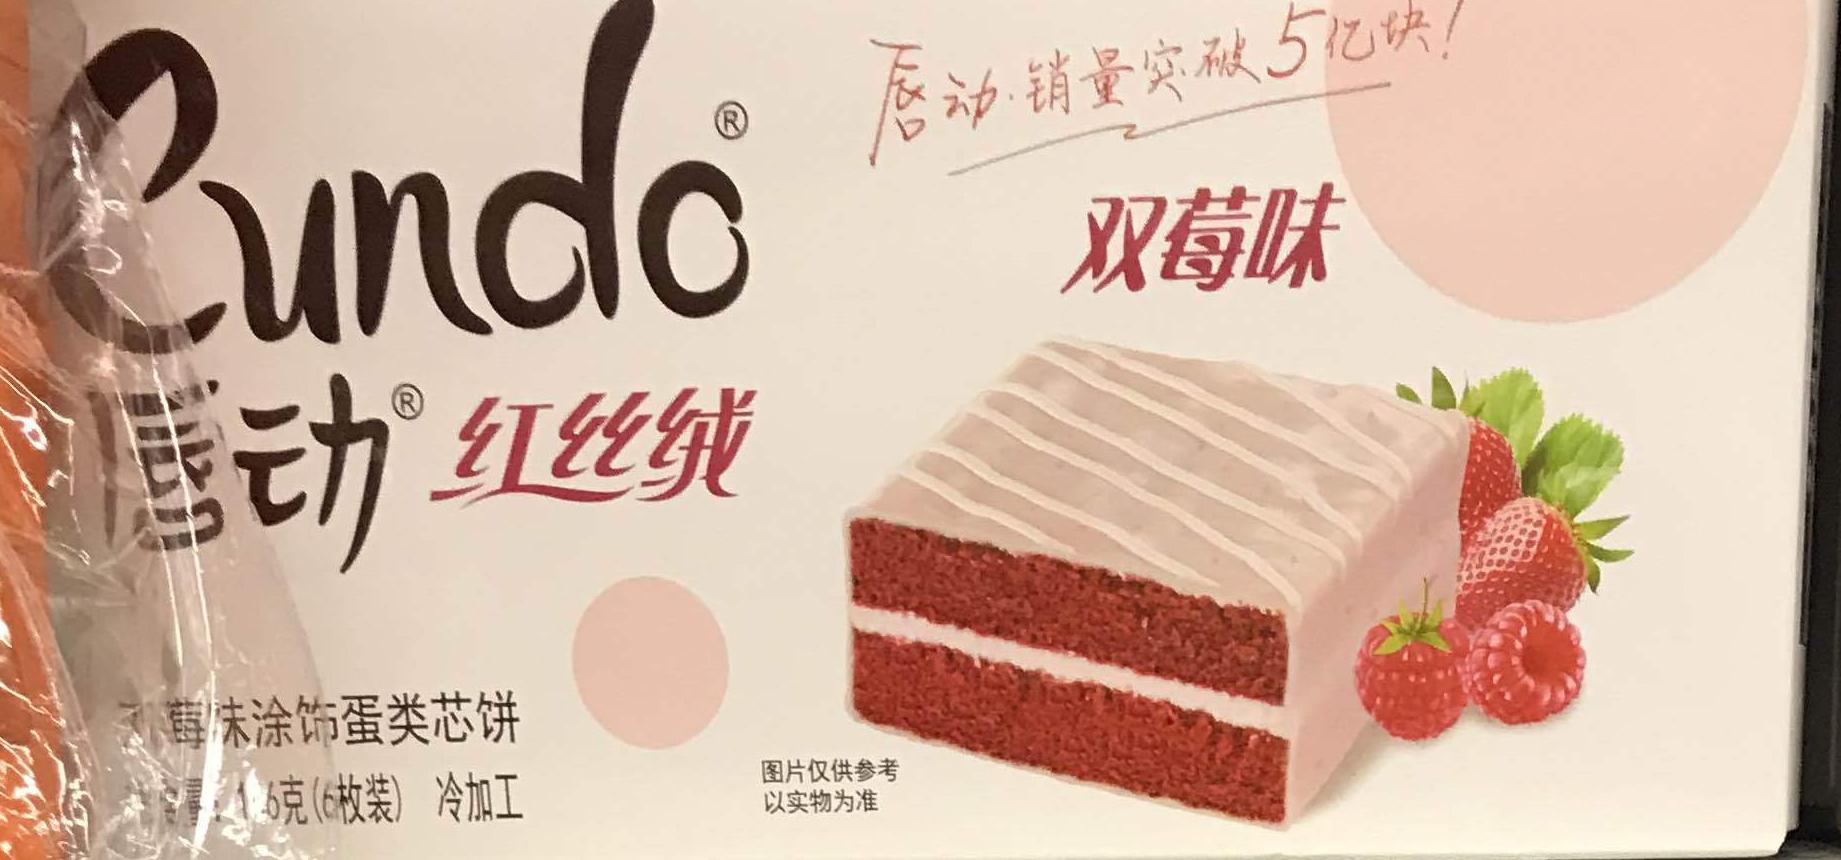 Cundo®
唇动·销量突破5亿块!
双莓味
唇动® 红丝绒
莓味涂饰蛋类芯饼
克(6枚装) 冷加工
图片仅供参考
以实物为准